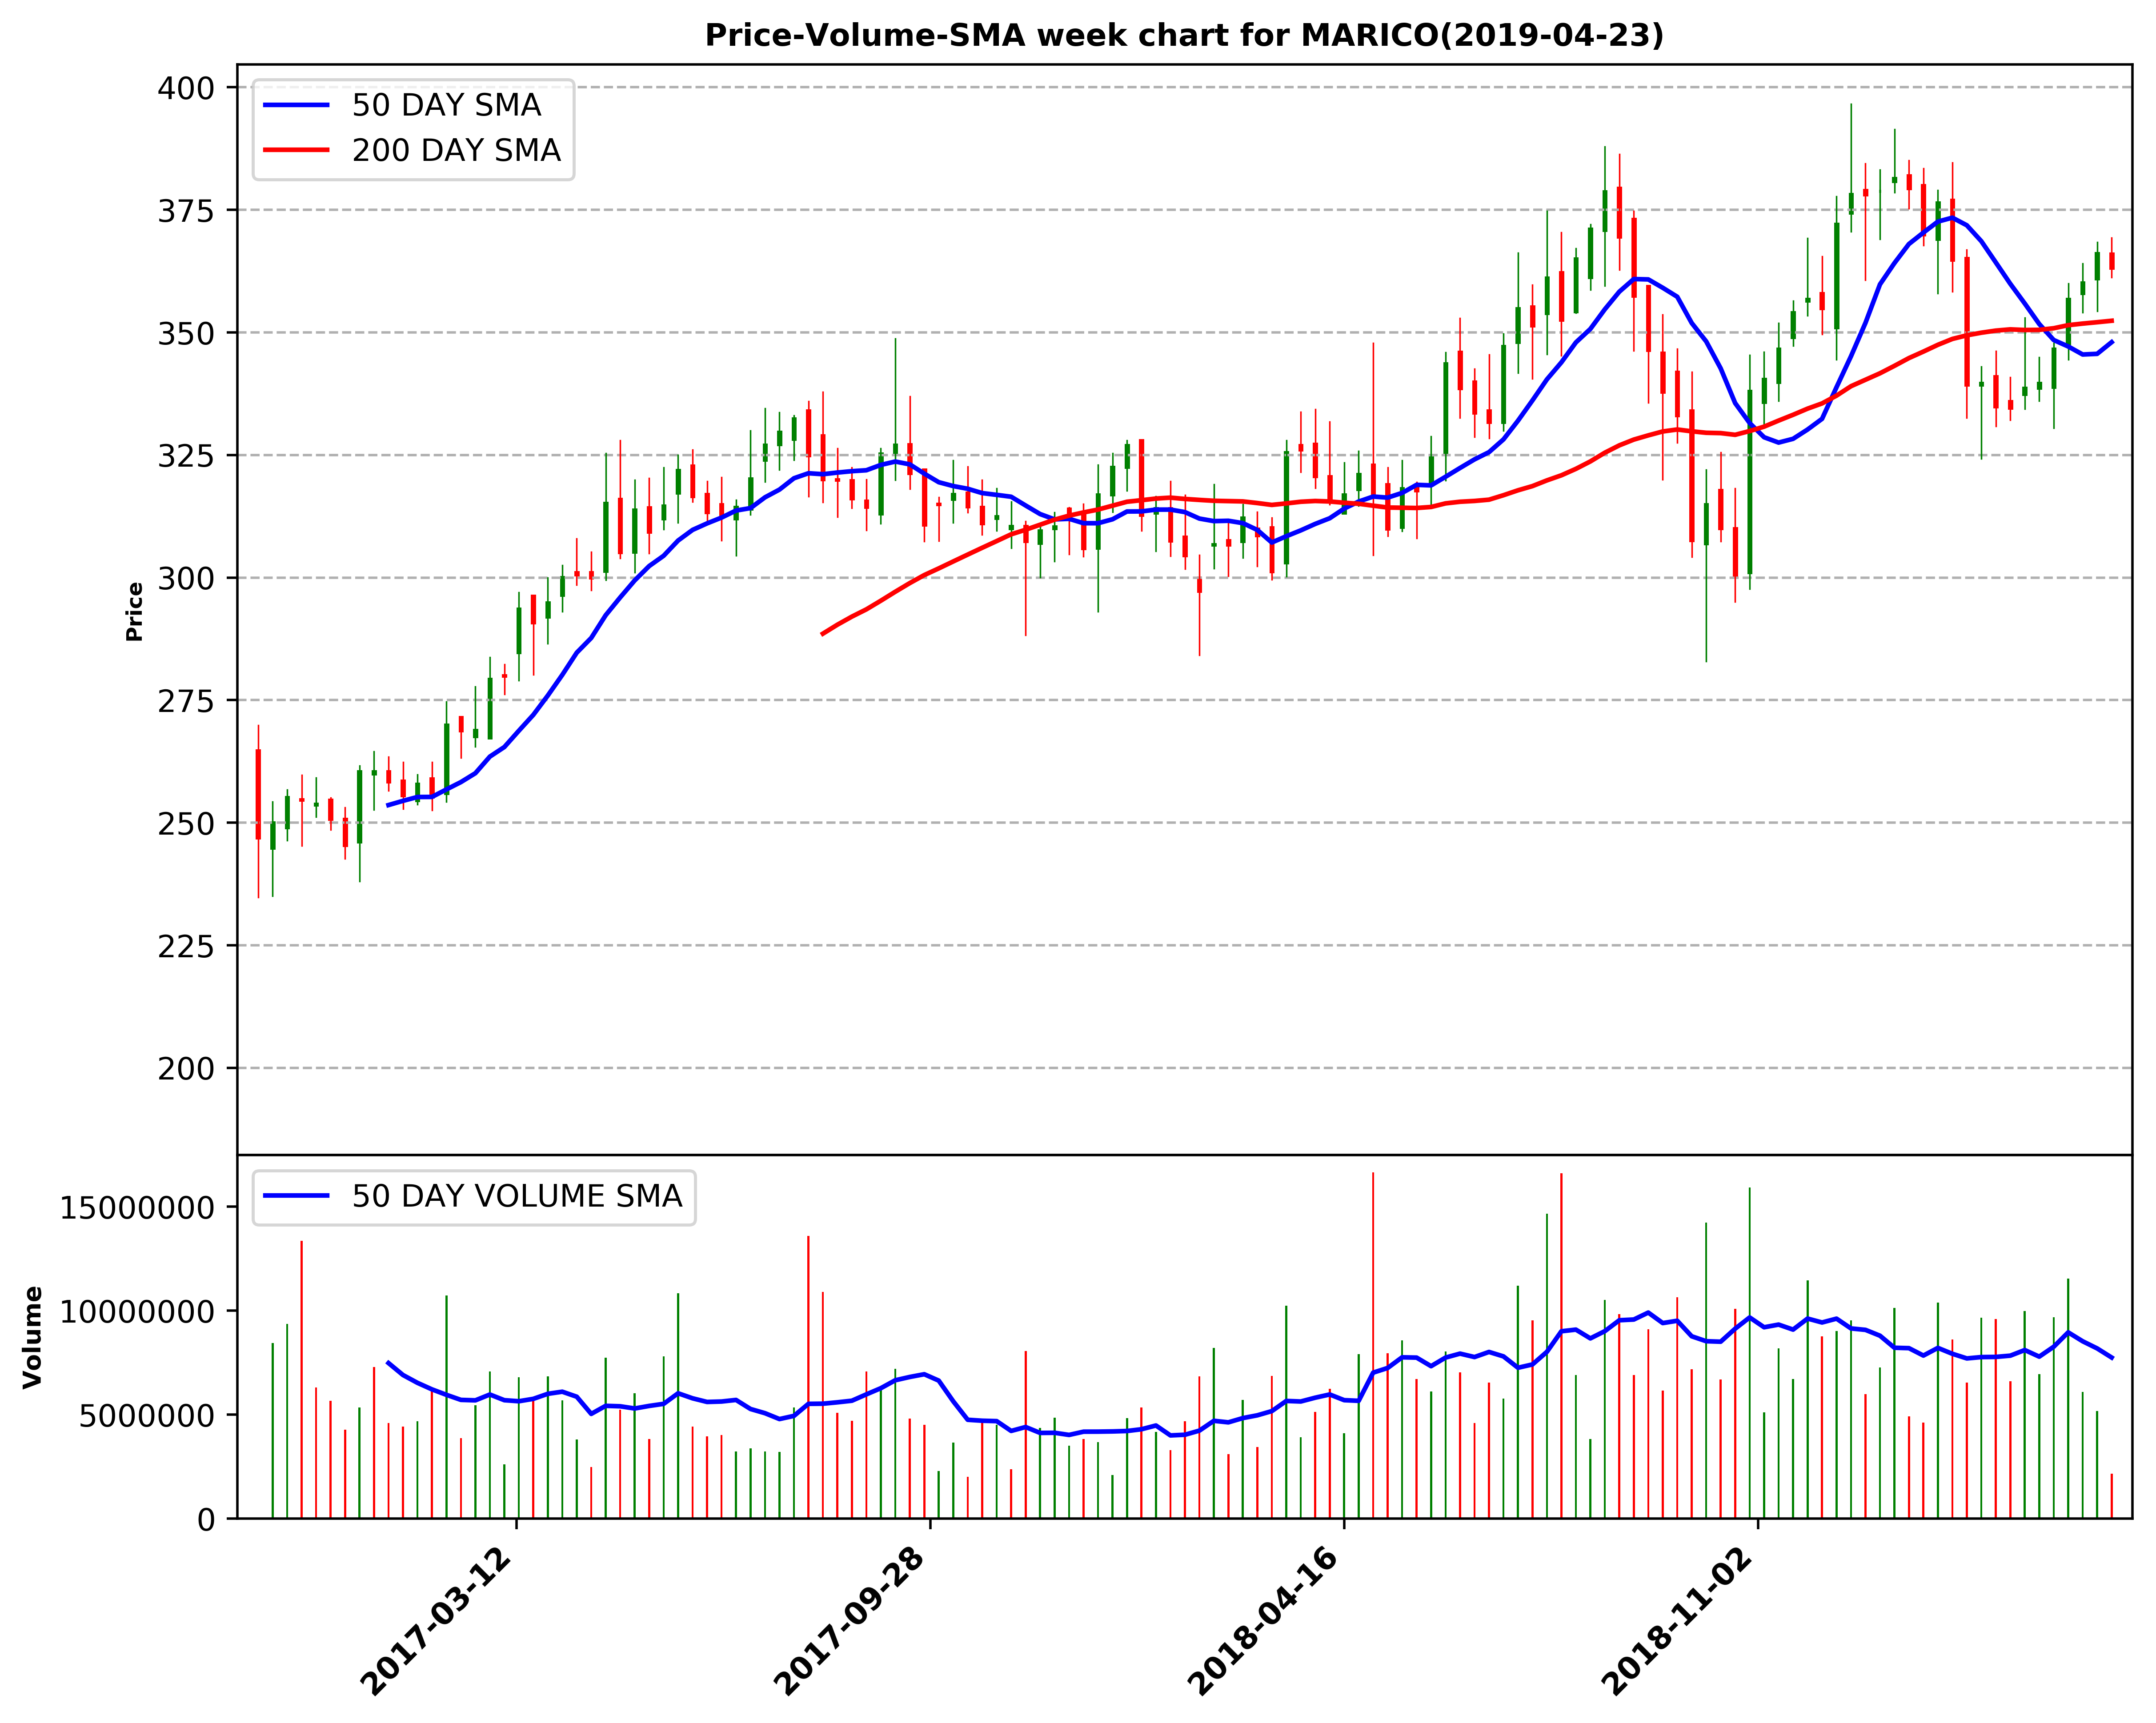 Price-Volume-SMA week chart for MARICO(2019-04-23)
50 DAY SMA
200 DAY SMA
400
375
350
325
300
275
250
225
200
Price
50 DAY VOLUME SMA
15000000
10000000
5000000
0
Volume
2017-03-12
2017-09-28
2018-04-16
2018-11-02